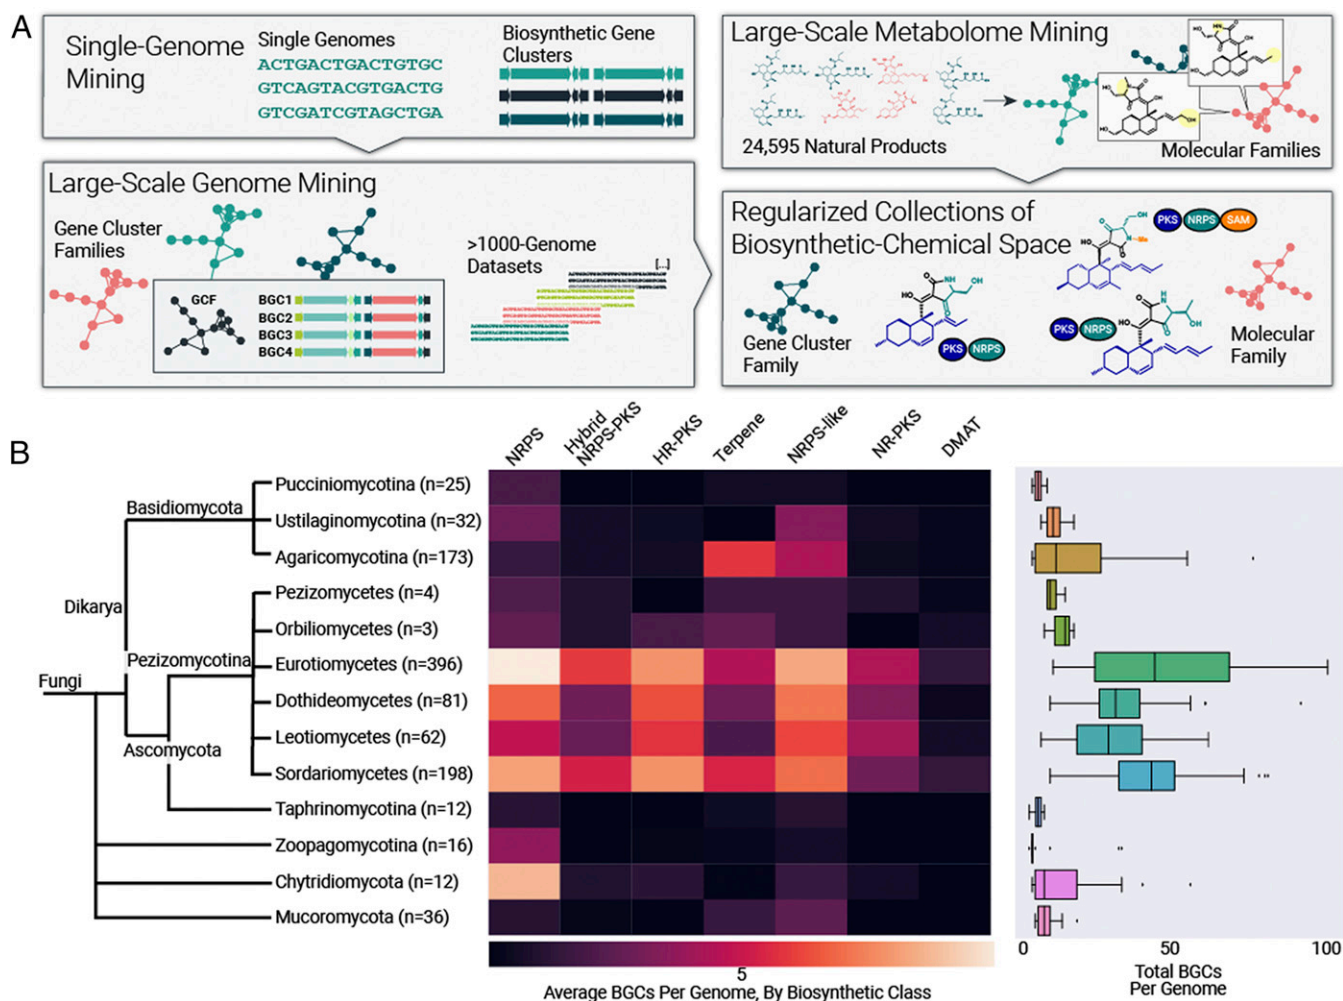 A
Single-Genome
Mining
Single Genomes
ACTGACTGACTGTGC
GTCAGTACGTGACTG
GTCGATCGTAGCTGA
Biosynthetic Gene
Clusters
Large-Scale Genome Mining
Gene Cluster
Families
GCF
BGC1
BGC2
BGC3
BGC4
>1000-Genome
Datasets
[...]
Large-Scale Metabolome Mining
24,595 Natural Products
Molecular Families
Regularized Collections of
Biosynthetic-Chemical Space
Gene Cluster
Family
PKS NRPS
PKS NRPS SAM
PKS NRPS
Molecular
Family
B
NRPS
Hybrid
NRPS-PKS
HR-PKS
Terpene
NRPS-like
NR-PKS
DMAT
Fungi
Dikarya
Basidiomycota
Pezizomycotina
Ascomycota
Pucciniomycotina (n=25)
Ustilaginomycotina (n=32)
Agaricomycotina (n=173)
Pezizomycetes (n=4)
Orbiliomycetes (n=3)
Eurotiomycetes (n=396)
Dothideomycetes (n=81)
Leotiomycetes (n=62)
Sordariomycetes (n=198)
Taphrinomycotina (n=12)
Zoopagomycotina (n=16)
Chytridiomycota (n=12)
Mucoromycota (n=36)
5
Average BGCs Per Genome, By Biosynthetic Class
0 50 100
Total BGCs
Per Genome